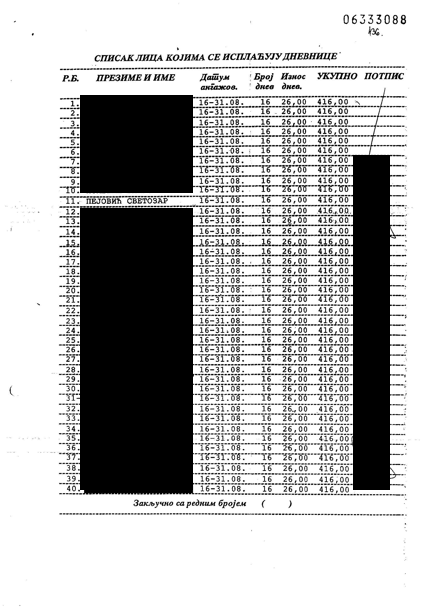 06333088
СПИСАК ЛИЦА КОЈИМА СЕ ИСПЛАЋУЈУ ДНЕВНИЦЕ
Р.Б. ПРЕЗИМЕ И ИМЕ Датум ангажов. Број днев Износ днев. УКУПНО ПОТПИС
1. 16-31.08. 16 26,00 416,00
2. 16-31.08. 16 26,00 416,00
3. 16-31.08. 16 26,00 416,00
4. 16-31.08. 16 26,00 416,00
5. 16-31.08. 16 26,00 416,00
6. 16-31.08. 16 26,00 416,00
7. 16-31.08. 16 26,00 416,00
8. 16-31.08. 16 26,00 416,00
9. 16-31.08. 16 26,00 416,00
10. 16-31.08. 16 26,00 416,00
11. ПЕЈОВИЋ СВЕТОЗАР 16-31.08. 16 26,00 416,00
12. 16-31.08. 16 26,00 416,00
13. 16-31.08. 16 26,00 416,00
14. 16-31.08. 16 26,00 416,00
15. 16-31.08. 16 26,00 416,00
16. 16-31.08. 16 26,00 416,00
17. 16-31.08. 16 26,00 416,00
18. 16-31.08. 16 26,00 416,00
19. 16-31.08. 16 26,00 416,00
20. 16-31.08. 16 26,00 416,00
21. 16-31.08. 16 26,00 416,00
22. 16-31.08. 16 26,00 416,00
23. 16-31.08. 16 26,00 416,00
24. 16-31.08. 16 26,00 416,00
25. 16-31.08. 16 26,00 416,00
26. 16-31.08. 16 26,00 416,00
27. 16-31.08. 16 26,00 416,00
28. 16-31.08. 16 26,00 416,00
29. 16-31.08. 16 26,00 416,00
30. 16-31.08. 16 26,00 416,00
31. 16-31.08. 16 26,00 416,00
32. 16-31.08. 16 26,00 416,00
33. 16-31.08. 16 26,00 416,00
34. 16-31.08. 16 26,00 416,00
35. 16-31.08. 16 26,00 416,00
36. 16-31.08. 16 26,00 416,00
37. 16-31.08. 16 26,00 416,00
38. 16-31.08. 16 26,00 416,00
39. 16-31.08. 16 26,00 416,00
40. 16-31.08. 16 26,00 416,00
Закључно са редним бројем ( )